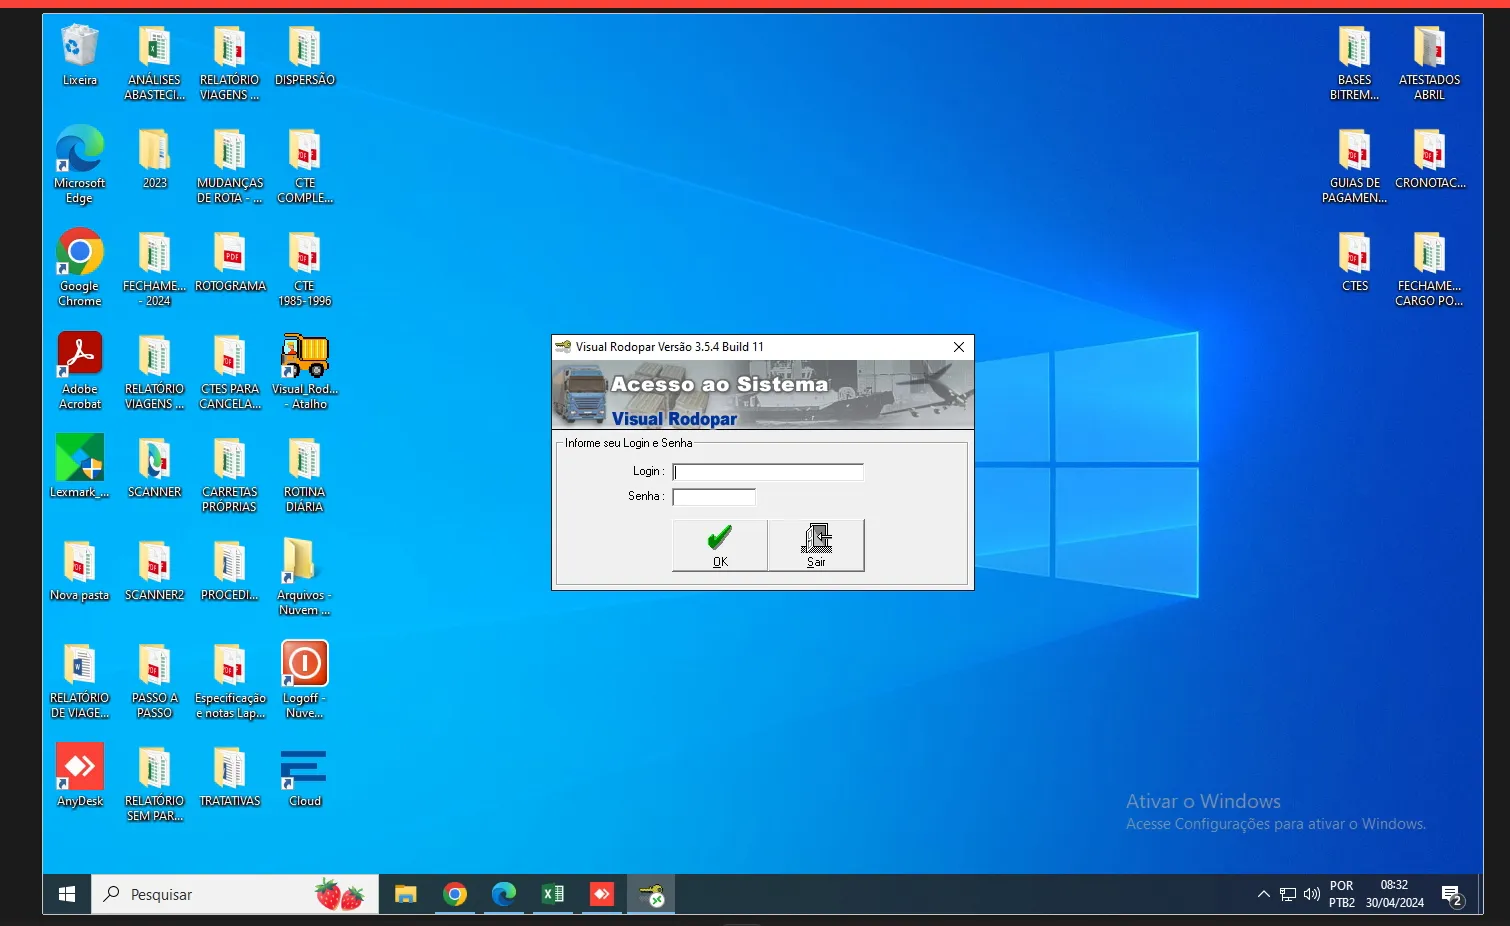 Lixeira
ANÁLISES
ABASTECI...
RELATÓRIO
VIAGENS ...
DISPERSÃO
BASES
BITREM...
ATESTADOS
ABRIL
Microsoft
Edge
2023
MUDANÇAS
DE ROTA - ...
CTE
COMPLE...
GUIAS DE
PAGAMEN...
CRONOTAC...
Google
Chrome
FECHAME...
- 2024
ROTOGRAMA
CTE
1985-1996
CTES
FECHAME...
CARGO PO...
Adobe
Acrobat
RELATÓRIO
VIAGENS ...
CTES PARA
CANCELA...
Visual_Rod...
- Atalho
Visual Rodopar Versão 3.5.4 Build 11
Acesso ao Sistema
Visual Rodopar
Informe seu Login e Senha
Login :
Senha :
OK
Sair
Lexmark_...
SCANNER
CARRETAS
PRÓPRIAS
ROTINA
DIÁRIA
Nova pasta
SCANNER2
PROCEDI...
Arquivos -
Nuvem ...
RELATÓRIO
DE VIAGE...
PASSO A
PASSO
Especificação
e notas Lap...
Logoff -
Nuve...
AnyDesk
RELATÓRIO
SEM PAR...
TRATATIVAS
Cloud
Ativar o Windows
Acesse Configurações para ativar o Windows.
Pesquisar
POR
PTB2
08:32
30/04/2024
2